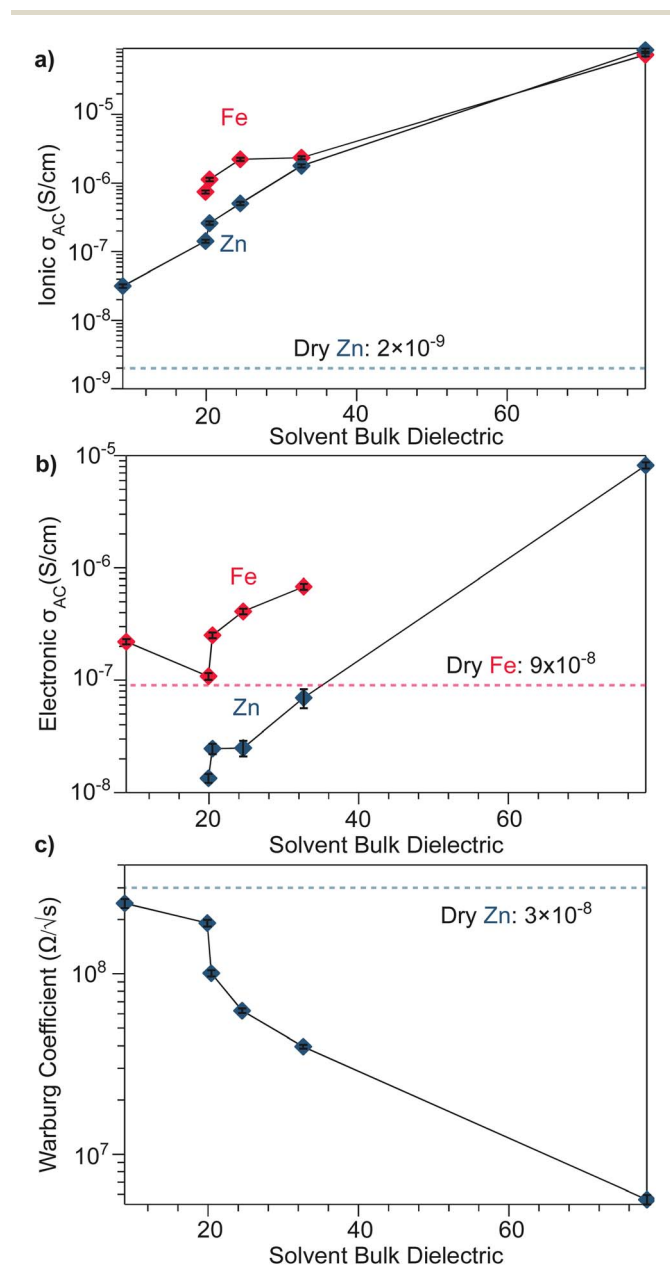 a)
Ionic σAC(S/cm)
10⁻⁵
10⁻⁶
10⁻⁷
10⁻⁸
10⁻⁹
Fe
Zn
Dry Zn: 2×10⁻⁹
20 40 60
Solvent Bulk Dielectric
b)
Electronic σAC(S/cm)
10⁻⁵
10⁻⁶
10⁻⁷
10⁻⁸
Fe
Dry Fe: 9x10⁻⁸
Zn
20 40 60
Solvent Bulk Dielectric
c)
Warburg Coefficient (Ω/√s)
Dry Zn: 3×10⁻⁸
10⁸
10⁷
20 40 60
Solvent Bulk Dielectric